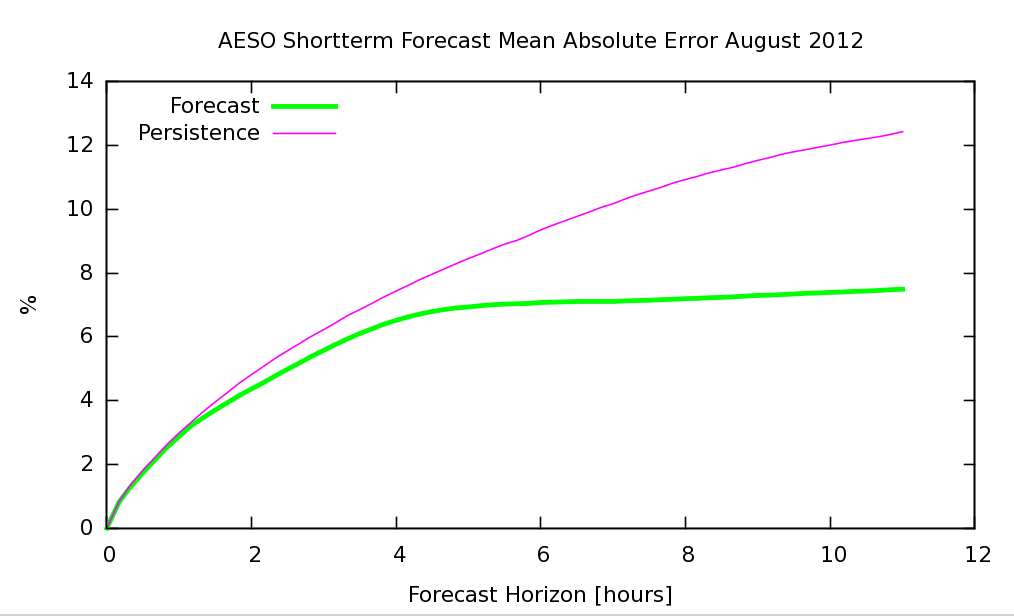 AESO Shortterm Forecast Mean Absolute Error August 2012
14
Forecast
Persistence
12
10
8
%
6
4
2
0
0 2 4 6 8 10 12
Forecast Horizon [hours]